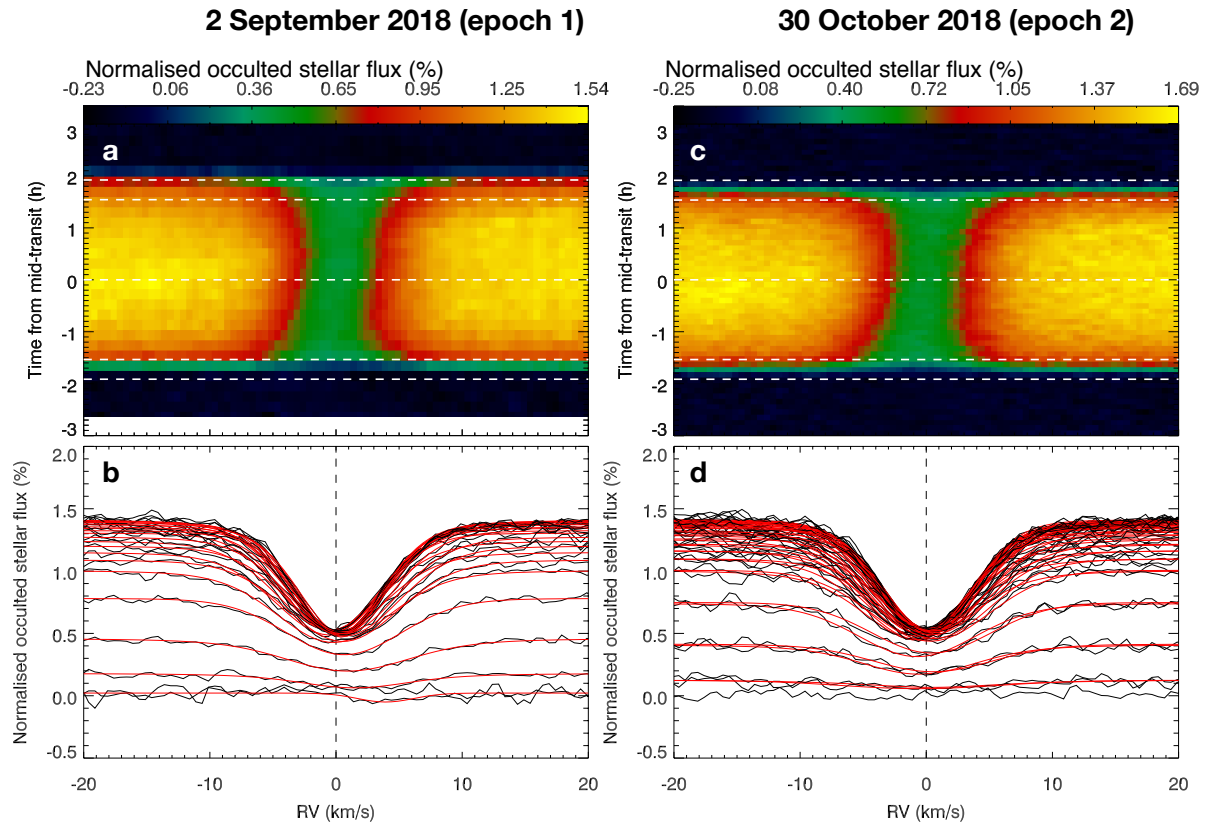 2 September 2018 (epoch 1)
30 October 2018 (epoch 2)
Normalised occulted stellar flux (%)
-0.23 0.06 0.36 0.65 0.95 1.25 1.54
Normalised occulted stellar flux (%)
-0.25 0.08 0.40 0.72 1.05 1.37 1.69
a
Time from mid-transit (h)
3
2
1
0
-1
-2
-3
c
Time from mid-transit (h)
3
2
1
0
-1
-2
-3
b
Normalised occulted stellar flux (%)
2.0
1.5
1.0
0.5
0.0
-0.5
-20 -10 0 10 20
RV (km/s)
d
Normalised occulted stellar flux (%)
2.0
1.5
1.0
0.5
0.0
-0.5
-20 -10 0 10 20
RV (km/s)